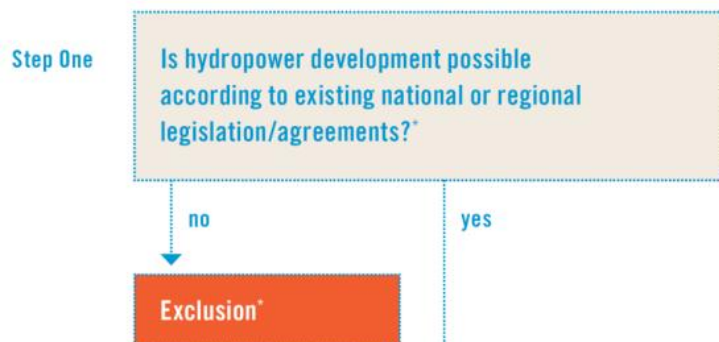 Step One
Is hydropower development possible
according to existing national or regional
legislation/agreements?*
no
yes
Exclusion*